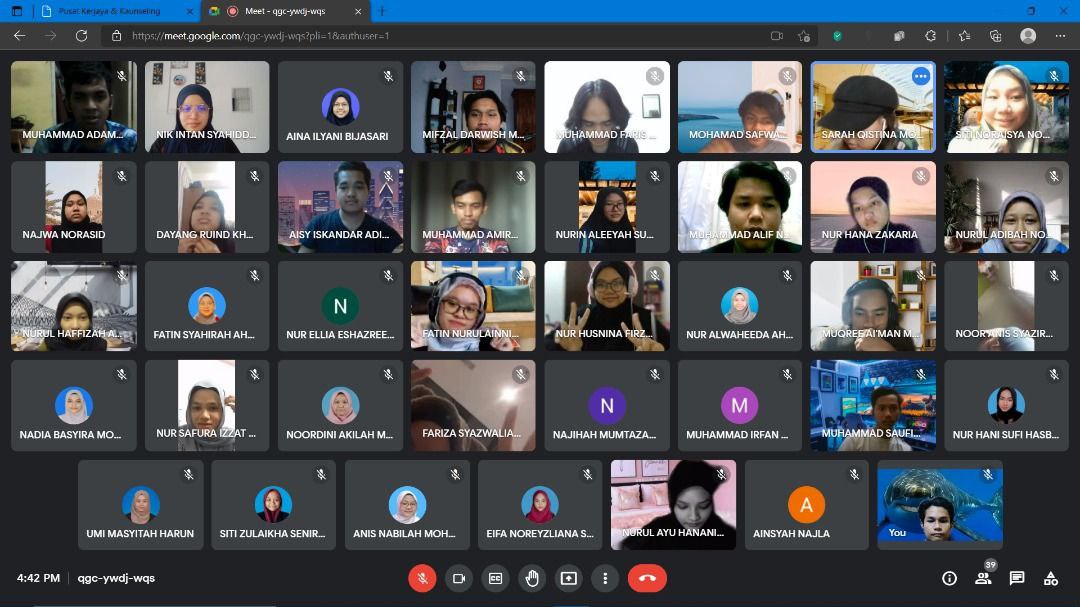 Pusat Kerjaya & Kaunseling
Meet - qgc-ywdj-wqs
https://meet.google.com/qgc-ywdj-wqs?pli=1&authuser=1
MUHAMMAD ADAM...
NIK INTAN SYAHIDD...
AINA ILYANI BIJASARI
MIFZAL DARWISH M...
MUHAMMAD FARIS ...
MOHAMAD SAFWA...
SARAH QISTINA MO...
SITI NORAISYA NO...
NAJWA NORASID
DAYANG RUIND KH...
AISY ISKANDAR ADI...
MUHAMMAD AMIR...
NURIN ALEEYAH SU...
MUHAMMAD ALIF N...
NUR HANA ZAKARIA
NURUL ADIBAH NO...
NURUL HAFFIZAH A...
FATIN SYAHIRAH AH...
N
NUR ELLIA ESHAZREE...
FATIN NURULAINNI...
NUR HUSNINA FIRZ...
NUR ALWAHEEDA AH...
MUQREE AI'MAN M...
NOOR ANIS SYAZIR...
NADIA BASYIRA MO...
NUR SAFURA IZZAT ...
NOORDINI AKILAH M...
FARIZA SYAZWALIA...
N
NAJIHAH MUMTAZA...
M
MUHAMMAD IRFAN ...
MUHAMMAD SAUFI...
NUR HANI SUFI HASB...
UMI MASYITAH HARUN
SITI ZULAIKHA SENIR...
ANIS NABILAH MOH...
EIFA NOREYZLIANA S...
NURUL AYU HANANI...
A
AINSYAH NAJLA
You
4:42 PM | qgc-ywdj-wqs
39